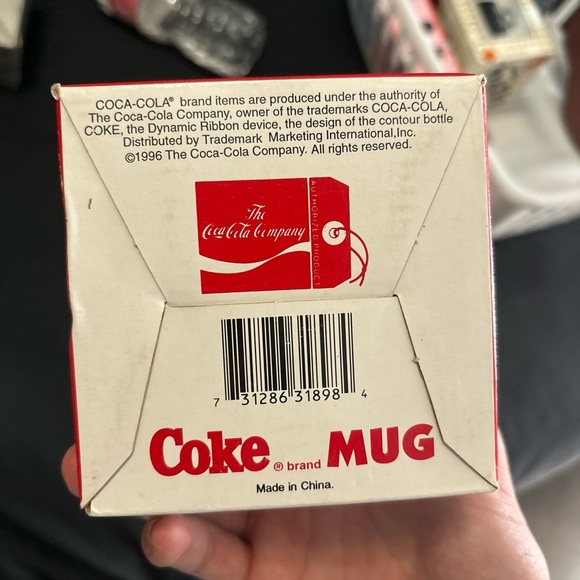 COCA-COLA® brand items are produced under the authority of
The Coca-Cola Company, owner of the trademarks COCA-COLA,
COKE, the Dynamic Ribbon device, the design of the contour bottle
Distributed by Trademark Marketing International,Inc.
©1996 The Coca-Cola Company. All rights reserved.
The
Coca-Cola Company
AUTHORIZED PRODUCT
7 31286 31898 4
Coke ® brand MUG
Made in China.